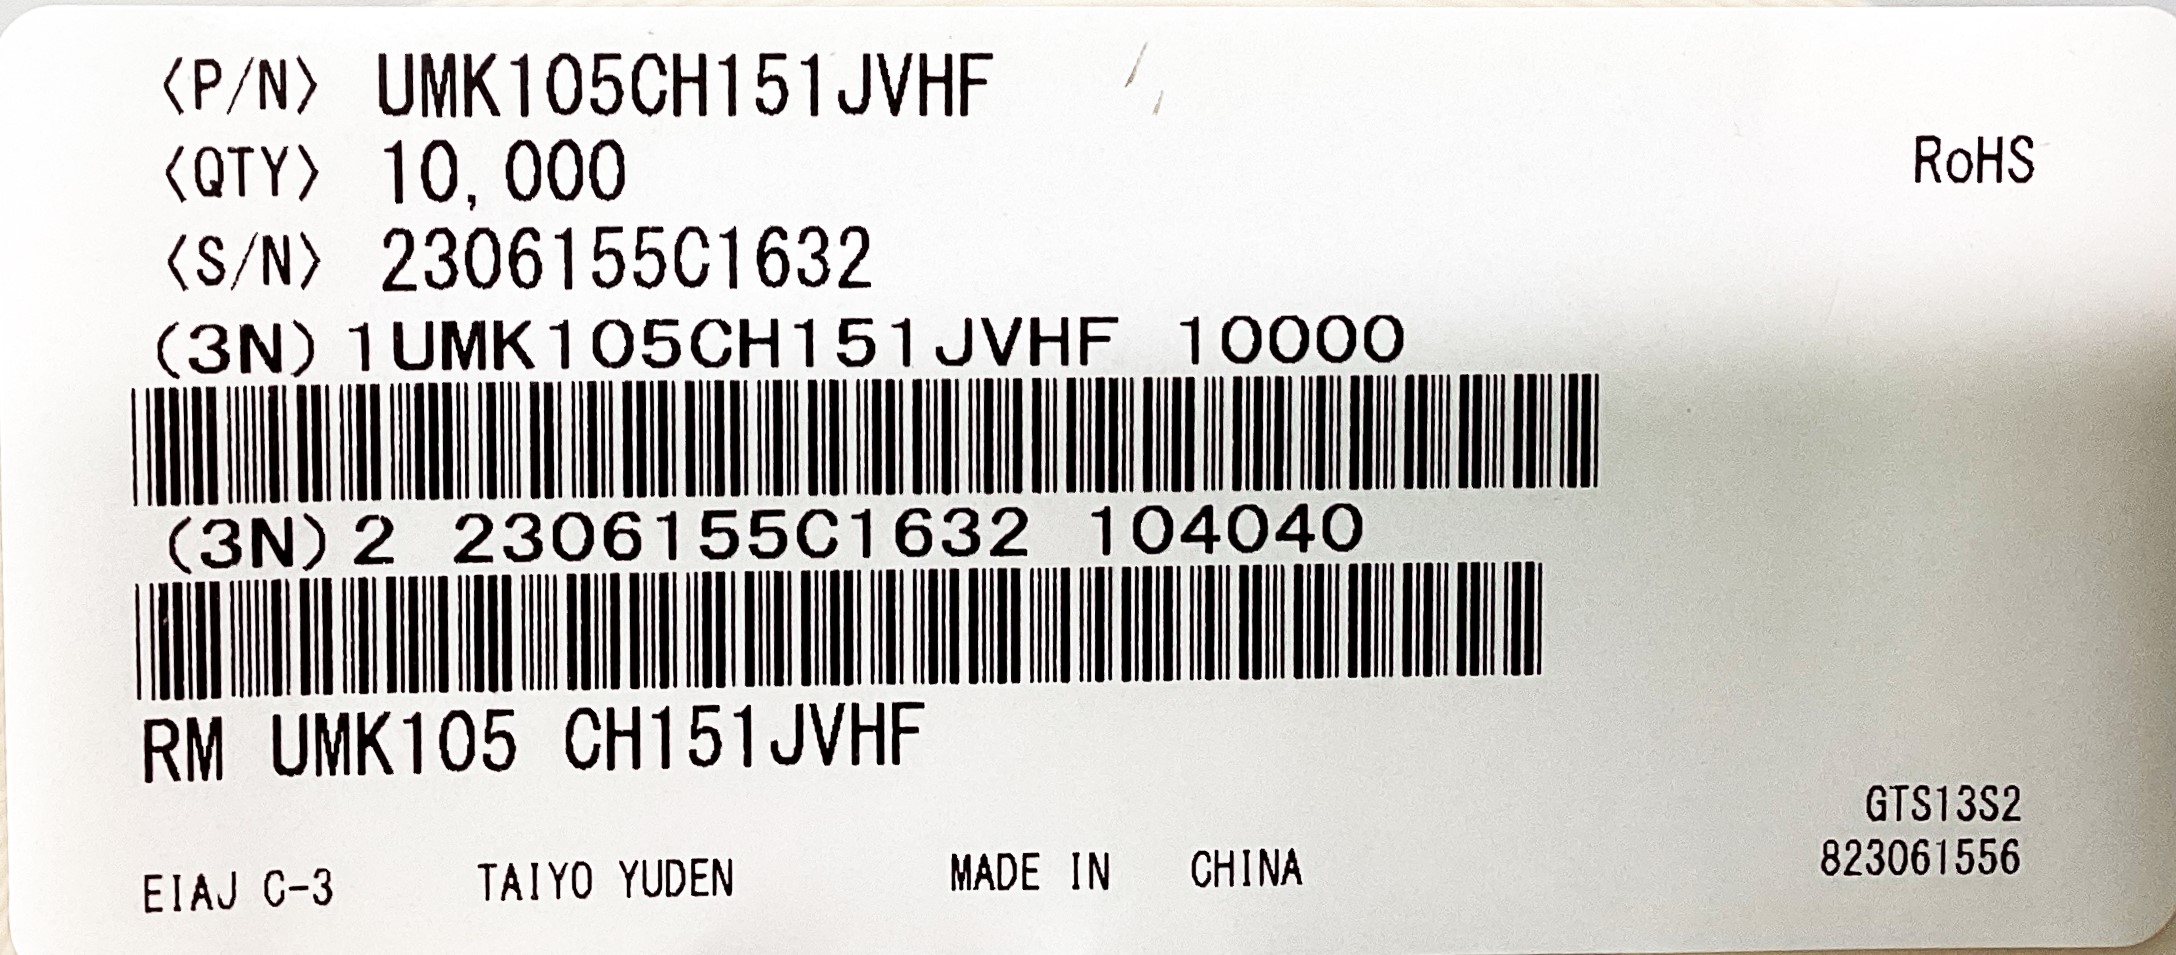 〈P/N〉 UMK105CH151JVHF
〈QTY〉 10,000
RoHS
〈S/N〉 2306155C1632
(3N) 1UMK105CH151JVHF 10000
(3N) 2 2306155C1632 104040
RM UMK105 CH151JVHF
GTS13S2
823061556
EIAJ C-3 TAIYO YUDEN MADE IN CHINA